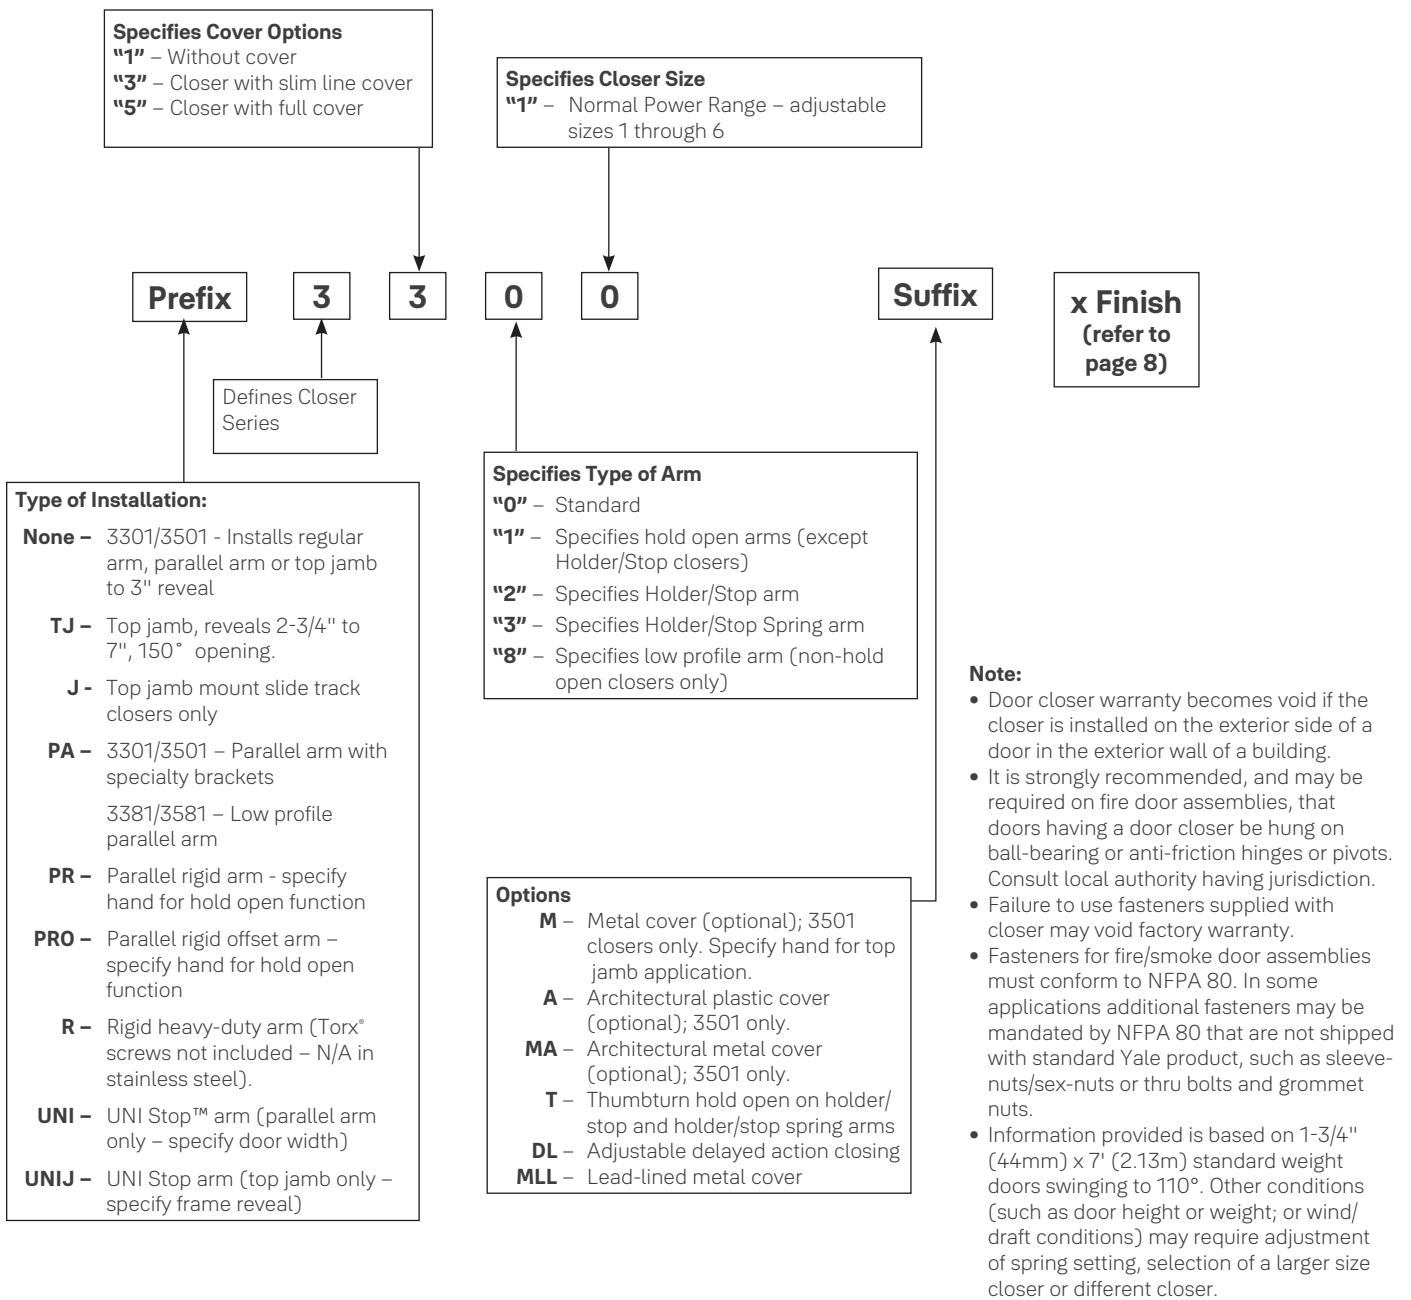 Specifies Cover Options
“1” – Without cover
“3” – Closer with slim line cover
“5” – Closer with full cover
Specifies Closer Size
“1” – Normal Power Range – adjustable
sizes 1 through 6
Prefix 3 3 0 0 Suffix
x Finish
(refer to
page 8)
Defines Closer
Series
Type of Installation:
None – 3301/3501 - Installs regular
arm, parallel arm or top jamb
to 3" reveal
TJ – Top jamb, reveals 2-3/4" to
7", 150˚ opening.
J - Top jamb mount slide track
closers only
PA – 3301/3501 – Parallel arm with
specialty brackets
3381/3581 – Low profile
parallel arm
PR – Parallel rigid arm - specify
hand for hold open function
PRO – Parallel rigid offset arm –
specify hand for hold open
function
R – Rigid heavy-duty arm (Torx®
screws not included – N/A in
stainless steel).
UNI – UNI Stop™ arm (parallel arm
only – specify door width)
UNIJ – UNI Stop arm (top jamb only –
specify frame reveal)
Specifies Type of Arm
“0” – Standard
“1” – Specifies hold open arms (except
Holder/Stop closers)
“2” – Specifies Holder/Stop arm
“3” – Specifies Holder/Stop Spring arm
“8” – Specifies low profile arm (non-hold
open closers only)
Options
M – Metal cover (optional); 3501
closers only. Specify hand for top
jamb application.
A – Architectural plastic cover
(optional); 3501 only.
MA – Architectural metal cover
(optional); 3501 only.
T – Thumbturn hold open on holder/
stop and holder/stop spring arms
DL – Adjustable delayed action closing
MLL – Lead-lined metal cover
Note:
• Door closer warranty becomes void if the
closer is installed on the exterior side of a
door in the exterior wall of a building.
• It is strongly recommended, and may be
required on fire door assemblies, that
doors having a door closer be hung on
ball-bearing or anti-friction hinges or pivots.
Consult local authority having jurisdiction.
• Failure to use fasteners supplied with
closer may void factory warranty.
• Fasteners for fire/smoke door assemblies
must conform to NFPA 80. In some
applications additional fasteners may be
mandated by NFPA 80 that are not shipped
with standard Yale product, such as sleeve-
nuts/sex-nuts or thru bolts and grommet
nuts.
• Information provided is based on 1-3/4"
(44mm) x 7' (2.13m) standard weight
doors swinging to 110°. Other conditions
(such as door height or weight; or wind/
draft conditions) may require adjustment
of spring setting, selection of a larger size
closer or different closer.